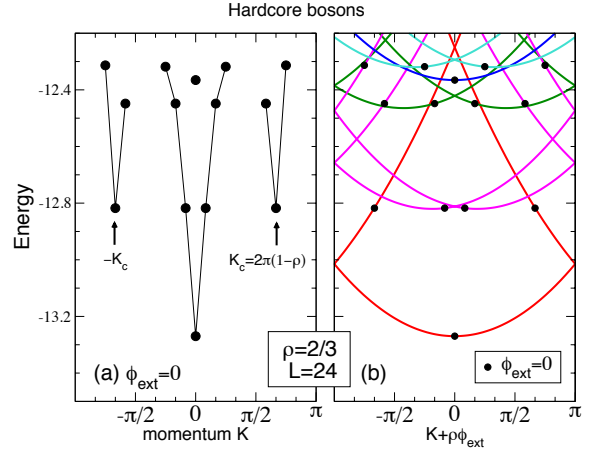 Hardcore bosons
Energy
-12.4
-12.8
-13.2
−K_c
K_c=2π(1−ρ)
(a) ϕ_ext=0
-π/2
0
π/2
π
momentum K
ρ=2/3
L=24
(b)
ϕ_ext=0
-π/2
0
π/2
π
K+ρϕ_ext